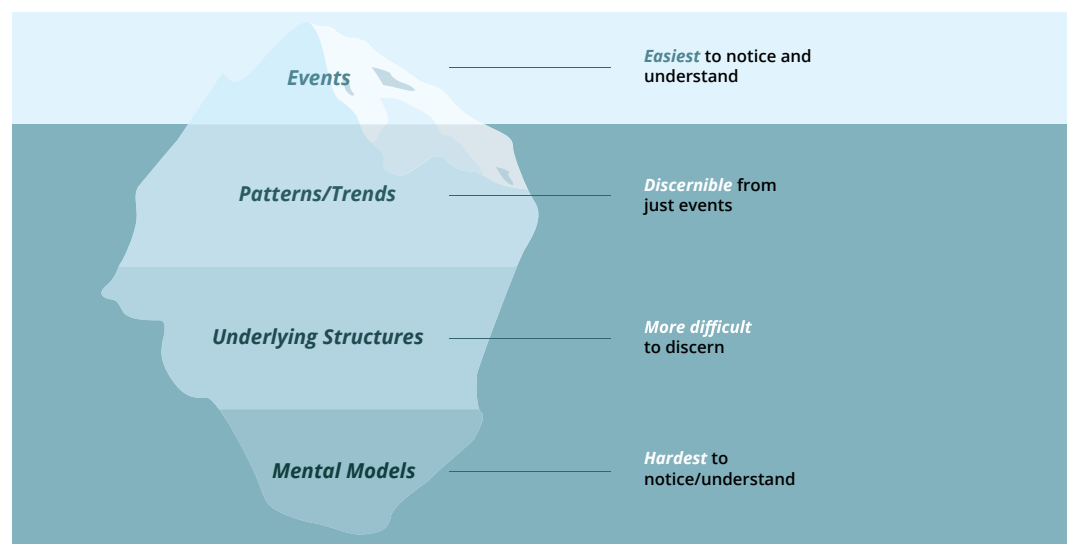 Events
Easiest to notice and
understand
Patterns/Trends
Discernible from
just events
Underlying Structures
More difficult
to discern
Mental Models
Hardest to
notice/understand